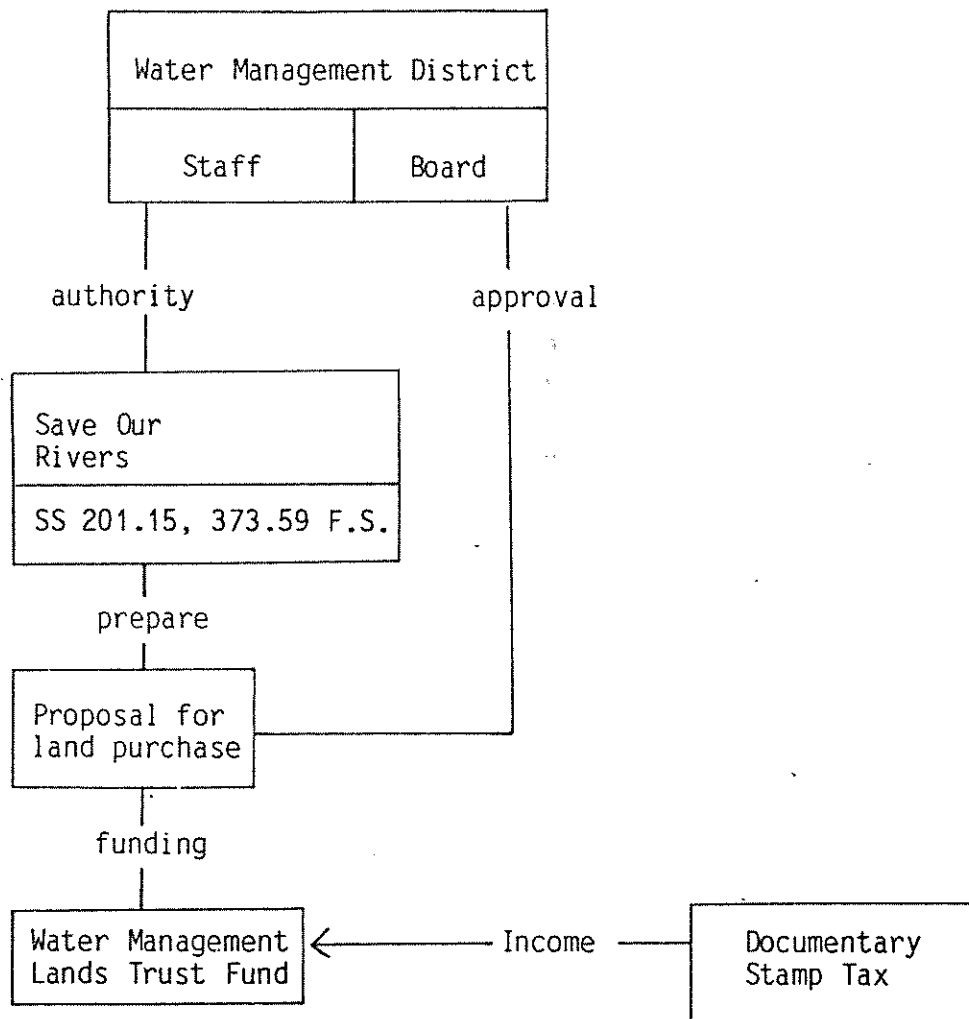 Water Management District
Staff
Board
authority
approval
Save Our
Rivers
SS 201.15, 373.59 F.S.
prepare
Proposal for
land purchase
funding
Water Management
Lands Trust Fund
Income
Documentary
Stamp Tax